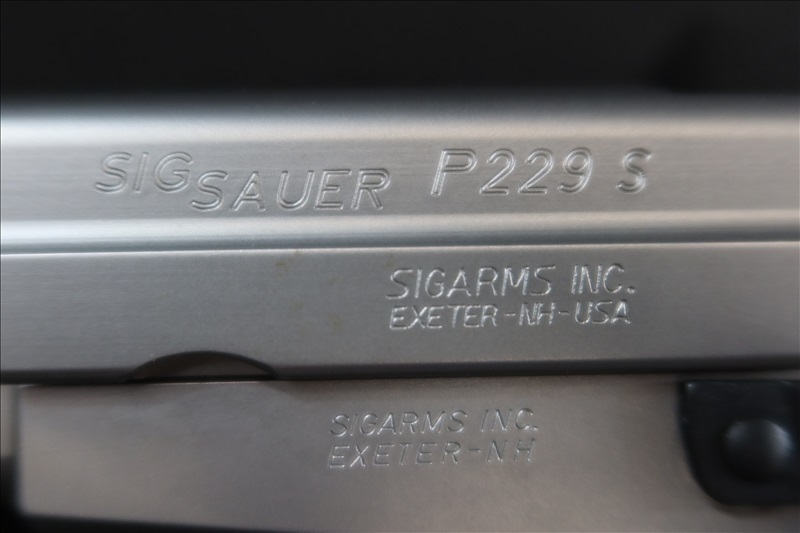 SIG SAUER P229 S
SIGARMS INC.
EXETER-NH-USA
SIGARMS INC.
EXETER-NH